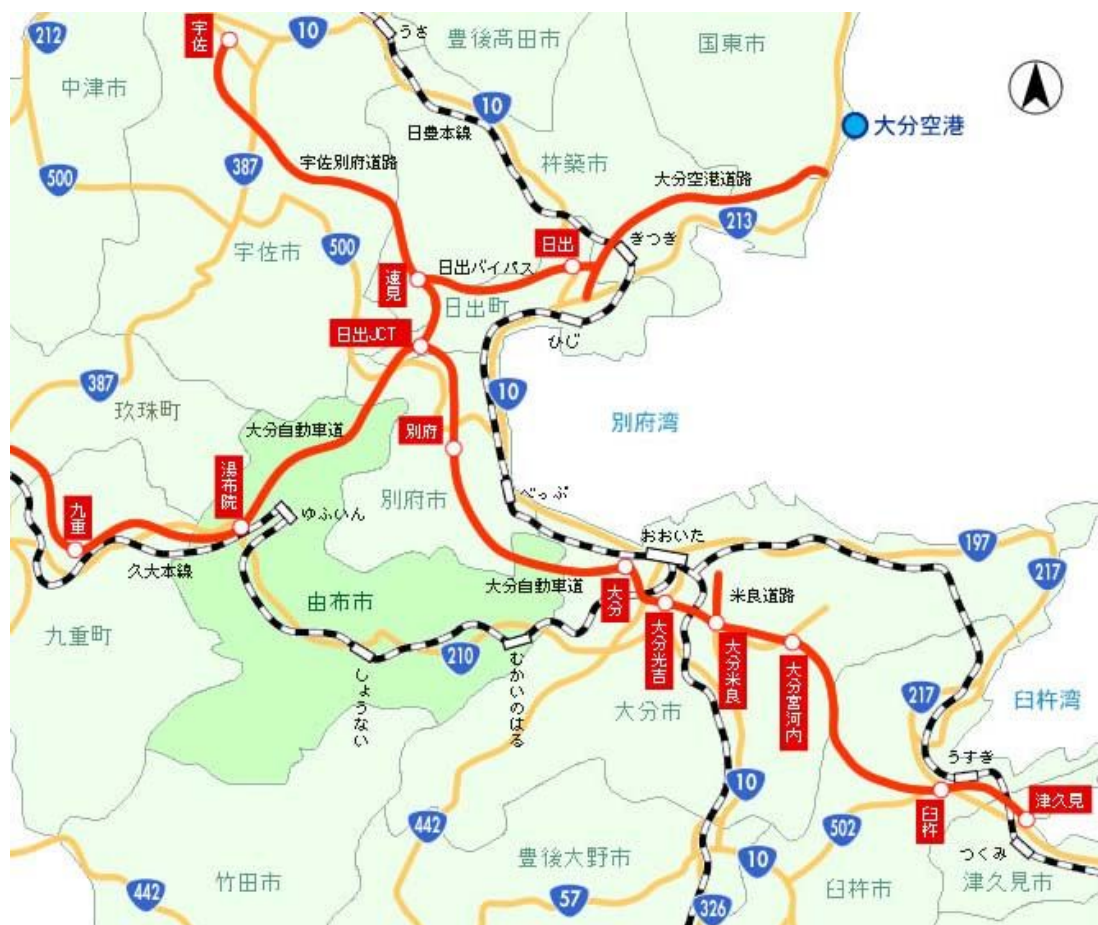 宇佐
10
うさ
豊後高田市
国東市
212
中津市
10
日豊本線
大分空港
宇佐別府道路
杵築市
大分空港道路
387
500
213
きつき
宇佐市
500
日出
日出バイパス
速見
日出町
日出JCT
ひじ
387
10
玖珠町
大分自動車道
別府
別府湾
湯布院
別府市
べっぷ
九重
ゆふいん
おおいた
197
久大本線
大分自動車道
217
米良道路
由布市
大分
九重町
大分光吉
大分米良
大分宮河内
210
しょうない
むかいのはる
大分市
217
臼杵湾
うすぎ
10
臼杵
津久見
442
502
つくみ
豊後大野市
10
竹田市
臼杵市
津久見市
442
57
326